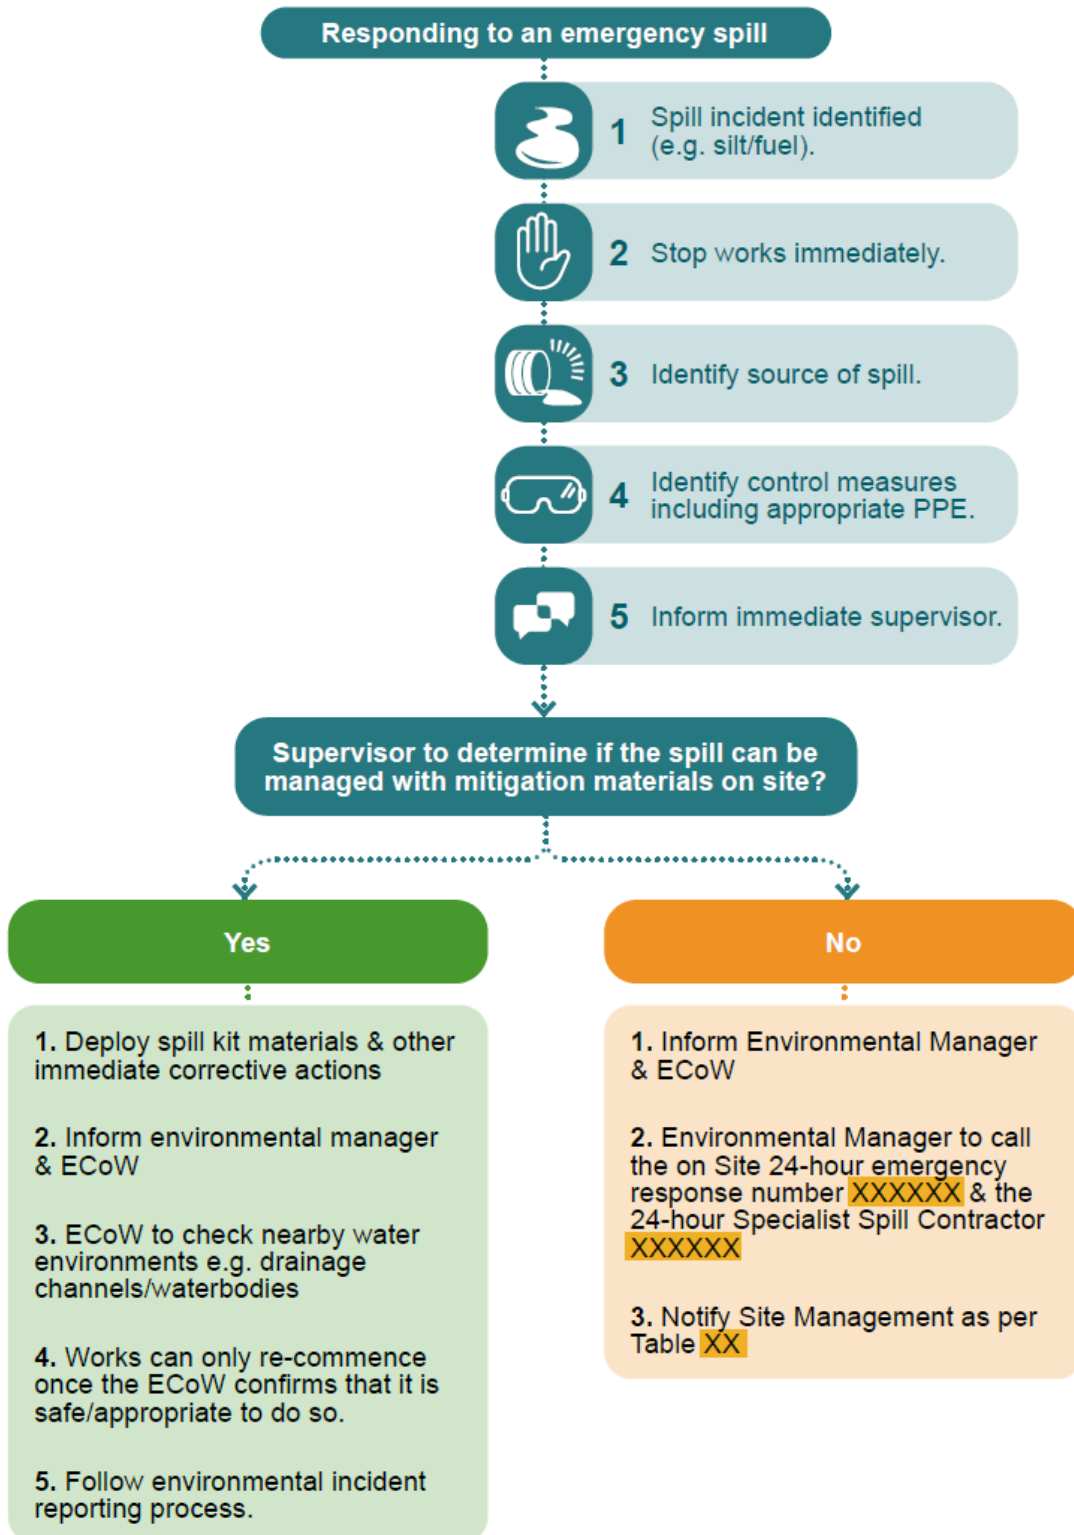 Responding to an emergency spill
1 Spill incident identified
(e.g. silt/fuel).
2 Stop works immediately.
3 Identify source of spill.
4 Identify control measures
including appropriate PPE.
5 Inform immediate supervisor.
Supervisor to determine if the spill can be
managed with mitigation materials on site?
Yes
1. Deploy spill kit materials & other
immediate corrective actions
2. Inform environmental manager
& ECoW
3. ECoW to check nearby water
environments e.g. drainage
channels/waterbodies
4. Works can only re-commence
once the ECoW confirms that it is
safe/appropriate to do so.
5. Follow environmental incident
reporting process.
No
1. Inform Environmental Manager
& ECoW
2. Environmental Manager to call
the on Site 24-hour emergency
response number XXXXXX & the
24-hour Specialist Spill Contractor
XXXXXX
3. Notify Site Management as per
Table XX